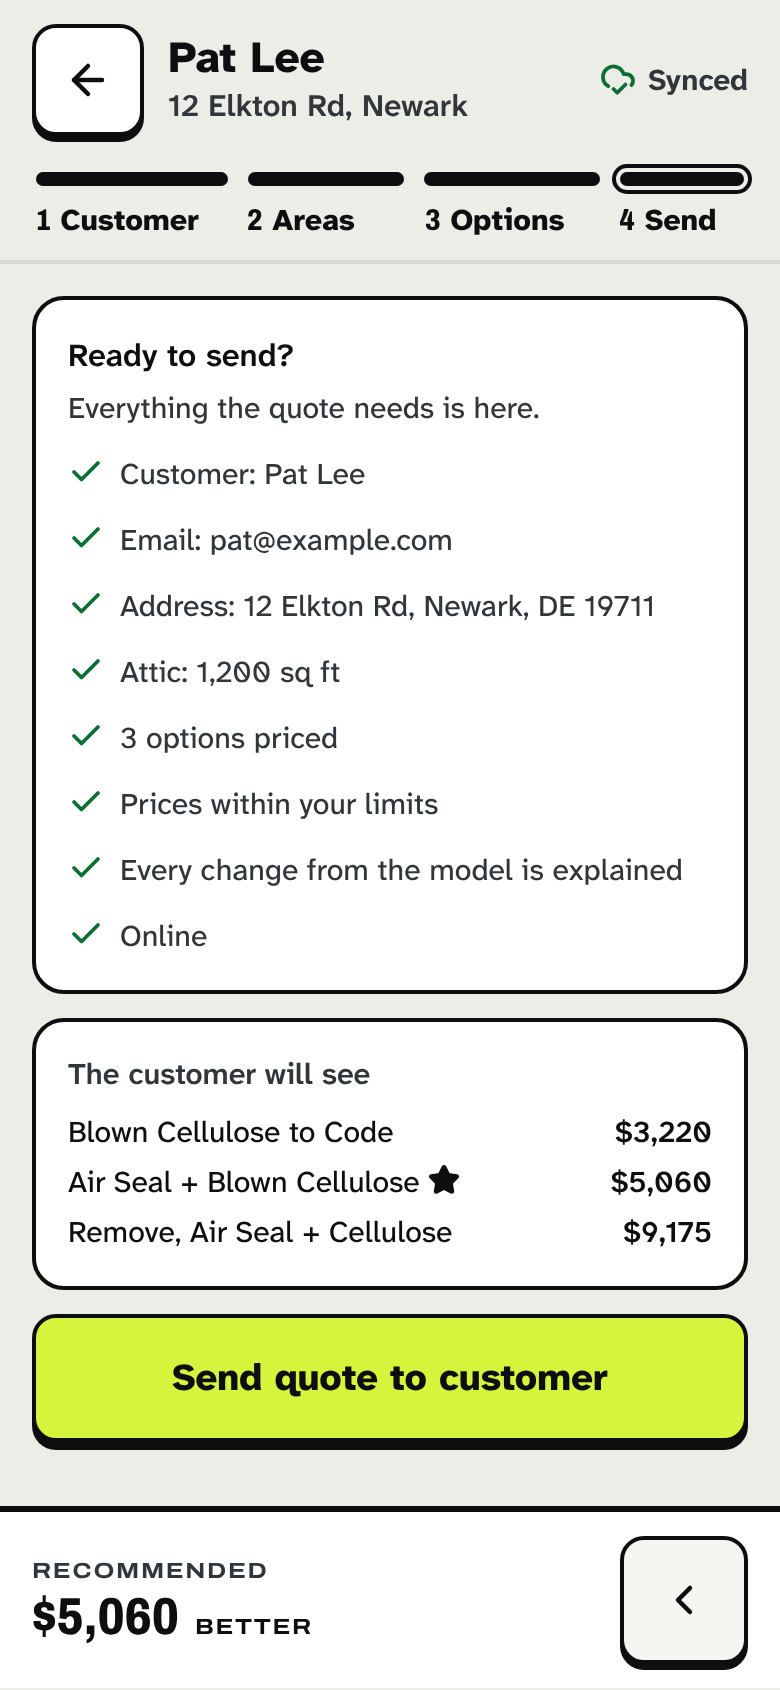 Pat Lee
12 Elkton Rd, Newark
Synced
1 Customer
2 Areas
3 Options
4 Send
Ready to send?
Everything the quote needs is here.
Customer: Pat Lee
Email: pat@example.com
Address: 12 Elkton Rd, Newark, DE 19711
Attic: 1,200 sq ft
3 options priced
Prices within your limits
Every change from the model is explained
Online
The customer will see
Blown Cellulose to Code $3,220
Air Seal + Blown Cellulose $5,060
Remove, Air Seal + Cellulose $9,175
Send quote to customer
RECOMMENDED
$5,060 BETTER